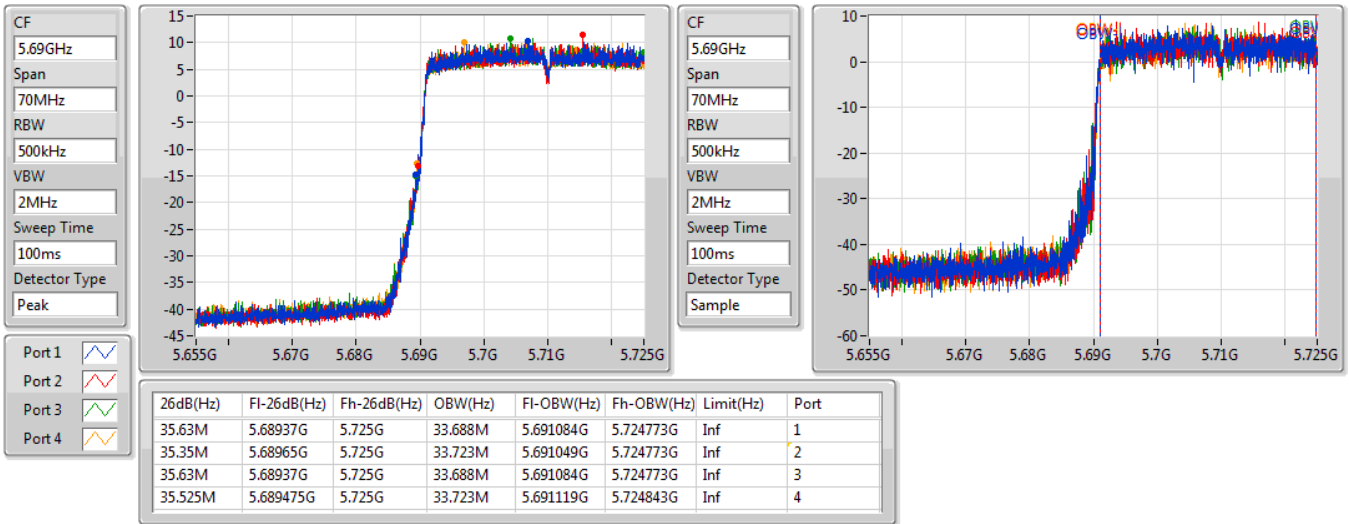 CF
5.69GHz
Span
70MHz
RBW
500kHz
VBW
2MHz
Sweep Time
100ms
Detector Type
Peak
15
10
5
0
-5
-10
-15
-20
-25
-30
-35
-40
-45
5.655G 5.67G 5.68G 5.69G 5.7G 5.71G 5.725G
CF
5.69GHz
Span
70MHz
RBW
500kHz
VBW
2MHz
Sweep Time
100ms
Detector Type
Sample
10
0
-10
-20
-30
-40
-50
-60
OBW
OBW
5.655G 5.67G 5.68G 5.69G 5.7G 5.71G 5.725G
Port 1
Port 2
Port 3
Port 4
26dB(Hz) Fl-26dB(Hz) Fh-26dB(Hz) OBW(Hz) Fl-OBW(Hz) Fh-OBW(Hz) Limit(Hz) Port
35.63M 5.68937G 5.725G 33.688M 5.691084G 5.724773G Inf 1
35.35M 5.68965G 5.725G 33.723M 5.691049G 5.724773G Inf 2
35.63M 5.68937G 5.725G 33.688M 5.691084G 5.724773G Inf 3
35.525M 5.689475G 5.725G 33.723M 5.691119G 5.724843G Inf 4